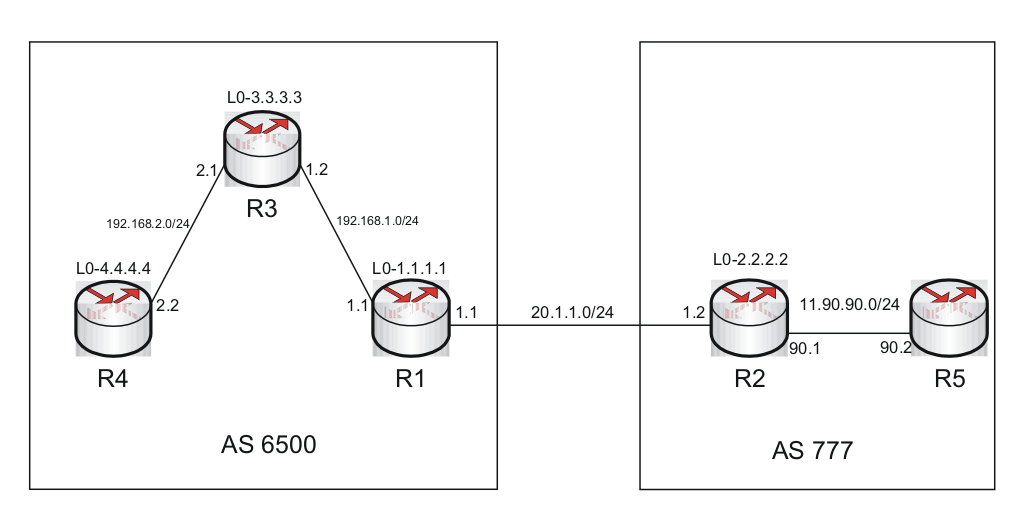 L0-3.3.3.3
2.1
1.2
R3
192.168.2.0/24
192.168.1.0/24
L0-4.4.4.4
2.2
R4
L0-1.1.1.1
1.1
1.1
R1
20.1.1.0/24
L0-2.2.2.2
1.2
11.90.90.0/24
90.1
90.2
R2
R5
AS 6500
AS 777